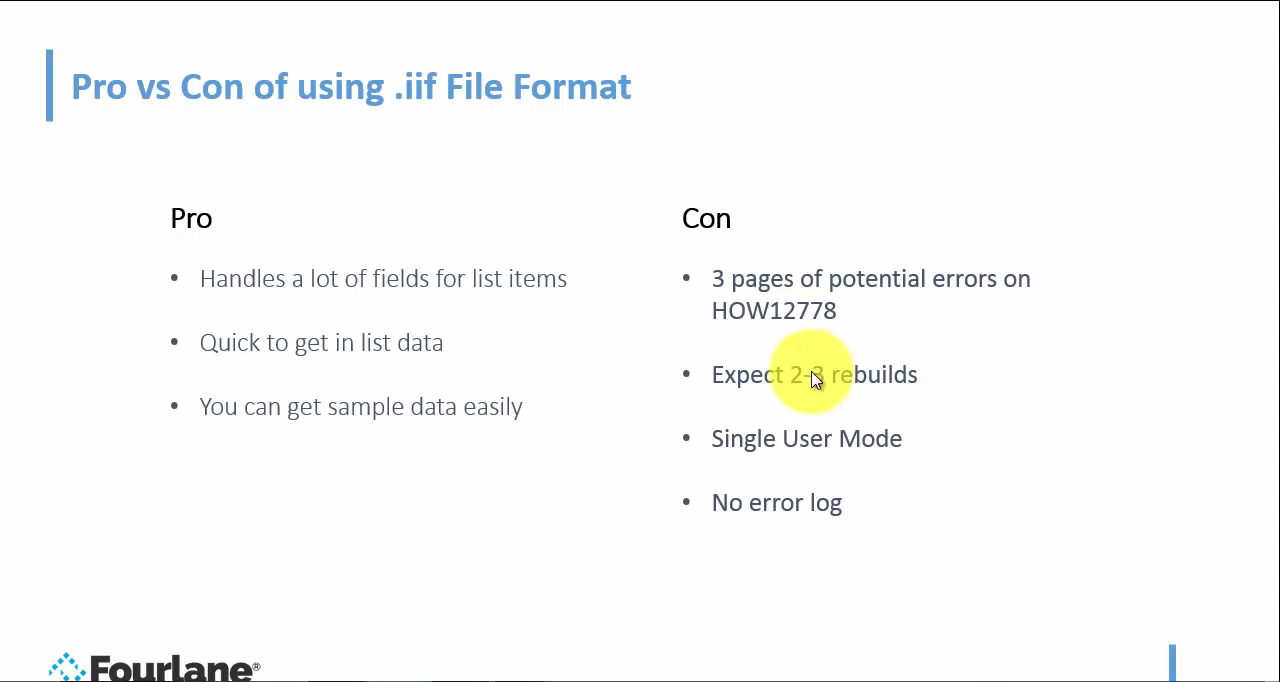 Pro vs Con of using .iif File Format
Pro
• Handles a lot of fields for list items
• Quick to get in list data
• You can get sample data easily
Con
• 3 pages of potential errors on
HOW12778
• Expect 2-3 rebuilds
• Single User Mode
• No error log
Fourlane®